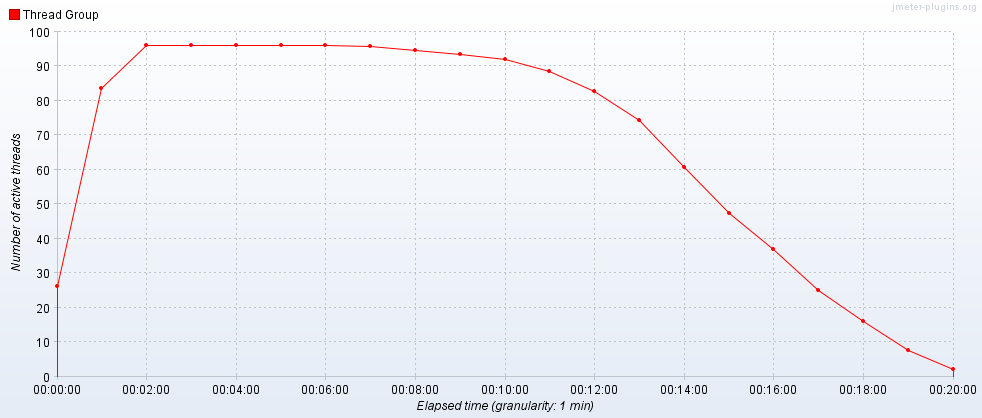 jmeter-plugins.org
Thread Group
100
90
80
70
60
50
40
30
20
10
0
Number of active threads
00:00:00 00:02:00 00:04:00 00:06:00 00:08:00 00:10:00 00:12:00 00:14:00 00:16:00 00:18:00 00:20:00
Elapsed time (granularity: 1 min)